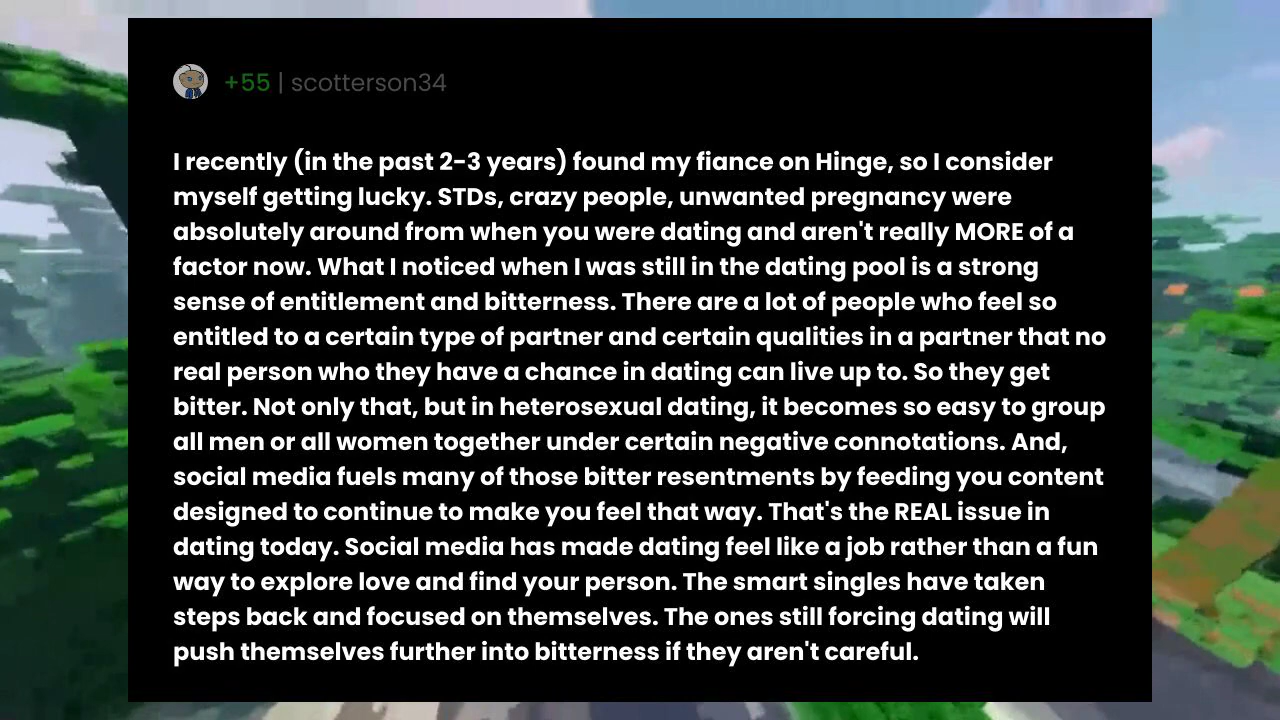 +55 | scotterson34
I recently (in the past 2-3 years) found my fiance on Hinge, so I consider
myself getting lucky. STDs, crazy people, unwanted pregnancy were
absolutely around from when you were dating and aren't really MORE of a
factor now. What I noticed when I was still in the dating pool is a strong
sense of entitlement and bitterness. There are a lot of people who feel so
entitled to a certain type of partner and certain qualities in a partner that no
real person who they have a chance in dating can live up to. So they get
bitter. Not only that, but in heterosexual dating, it becomes so easy to group
all men or all women together under certain negative connotations. And,
social media fuels many of those bitter resentments by feeding you content
designed to continue to make you feel that way. That's the REAL issue in
dating today. Social media has made dating feel like a job rather than a fun
way to explore love and find your person. The smart singles have taken
steps back and focused on themselves. The ones still forcing dating will
push themselves further into bitterness if they aren't careful.